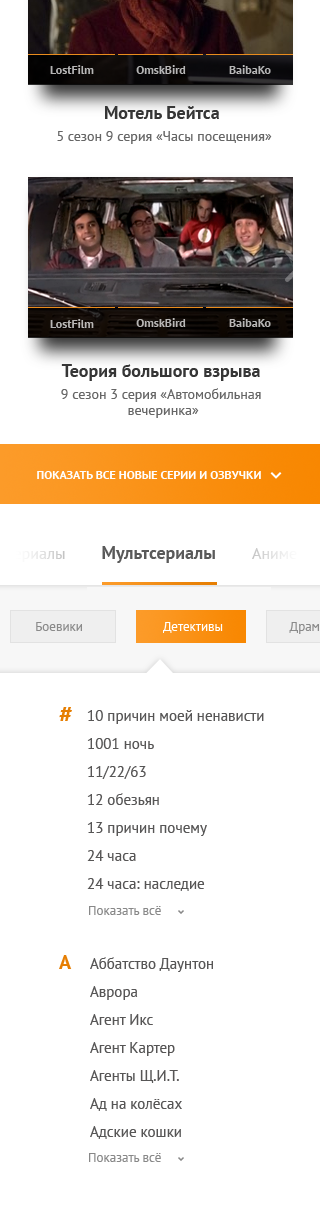 LostFilm OmskBird BaibaKo
Мотель Бейтса
5 сезон 9 серия «Часы посещения»
LostFilm OmskBird BaibaKo
Теория большого взрыва
9 сезон 3 серия «Автомобильная
вечеринка»
ПОКАЗАТЬ ВСЕ НОВЫЕ СЕРИИ И ОЗВУЧКИ
риалы Мультсериалы Аниме
Боевики Детективы Драм
# 10 причин моей ненависти
1001 ночь
11/22/63
12 обезьян
13 причин почему
24 часа
24 часа: наследие
Показать всё
А Аббатство Даунтон
Аврора
Агент Икс
Агент Картер
Агенты Щ.И.Т.
Ад на колёсах
Адские кошки
Показать всё